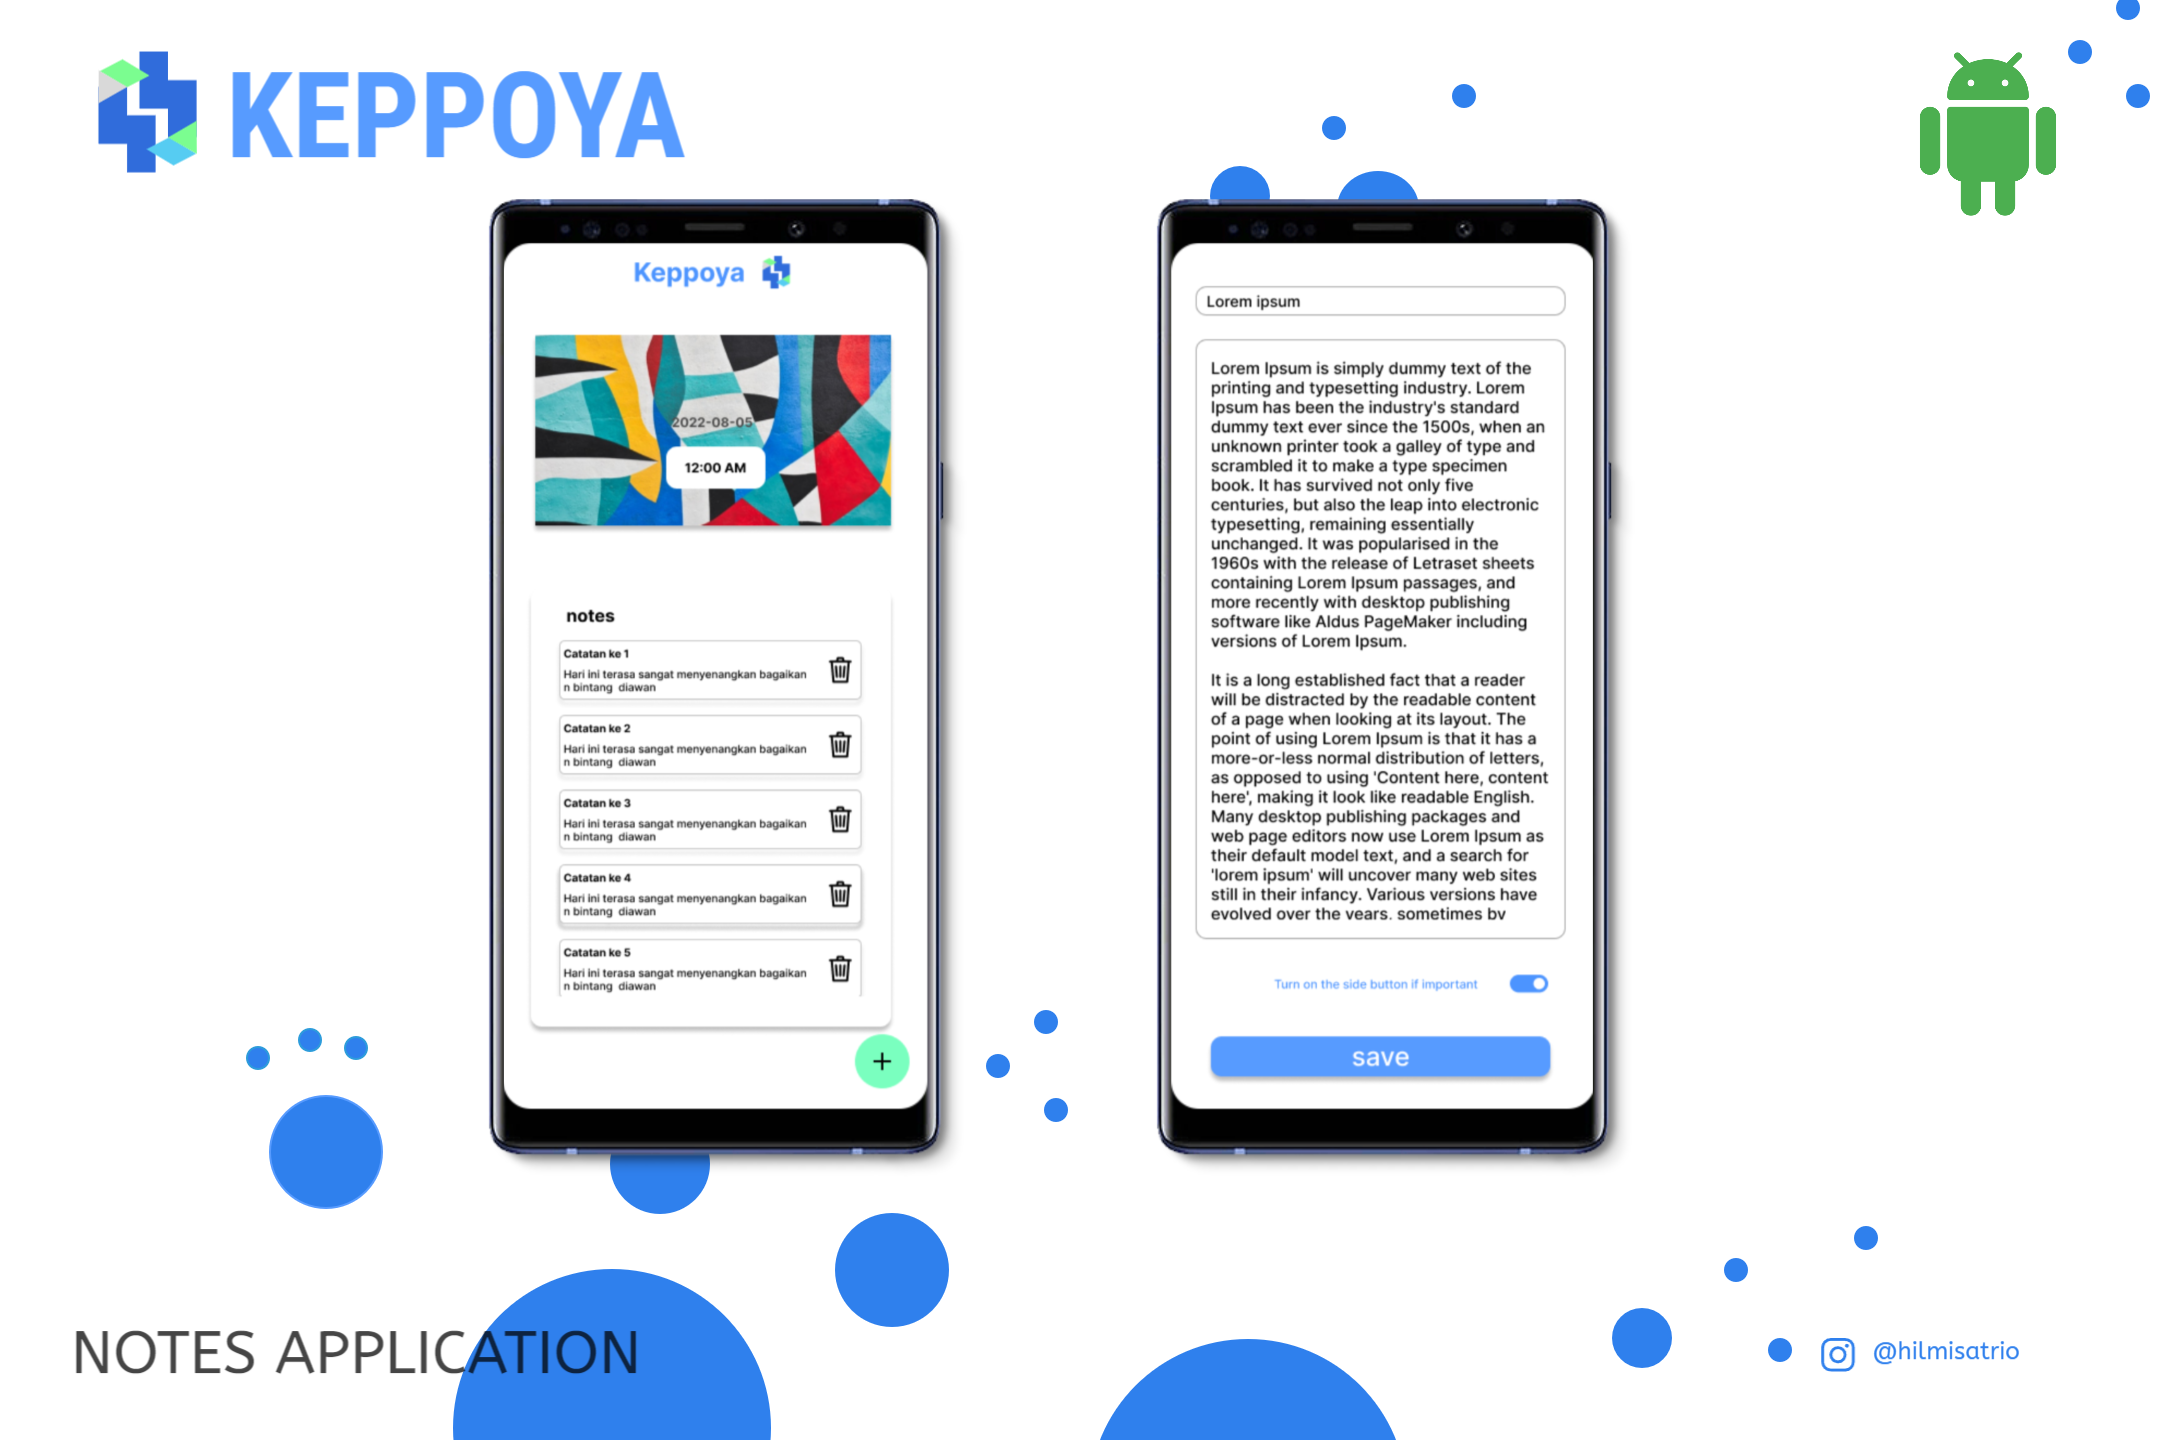 KEPPOYA
Keppoya
2022-08-05
12:00 AM
notes
Catatan ke 1
Hari ini terasa sangat menyenangkan bagaikan
n bintang diawan
Catatan ke 2
Hari ini terasa sangat menyenangkan bagaikan
n bintang diawan
Catatan ke 3
Hari ini terasa sangat menyenangkan bagaikan
n bintang diawan
Catatan ke 4
Hari ini terasa sangat menyenangkan bagaikan
n bintang diawan
Catatan ke 5
Hari ini terasa sangat menyenangkan bagaikan
n bintang diawan
+
Lorem ipsum
Lorem Ipsum is simply dummy text of the
printing and typesetting industry. Lorem
Ipsum has been the industry's standard
dummy text ever since the 1500s, when an
unknown printer took a galley of type and
scrambled it to make a type specimen
book. It has survived not only five
centuries, but also the leap into electronic
typesetting, remaining essentially
unchanged. It was popularised in the
1960s with the release of Letraset sheets
containing Lorem Ipsum passages, and
more recently with desktop publishing
software like Aldus PageMaker including
versions of Lorem Ipsum.
It is a long established fact that a reader
will be distracted by the readable content
of a page when looking at its layout. The
point of using Lorem Ipsum is that it has a
more-or-less normal distribution of letters,
as opposed to using 'Content here, content
here', making it look like readable English.
Many desktop publishing packages and
web page editors now use Lorem Ipsum as
their default model text, and a search for
'lorem ipsum' will uncover many web sites
still in their infancy. Various versions have
evolved over the years, sometimes by
Turn on the side button if important
save
NOTES APPLICATION
@hilmisatrio